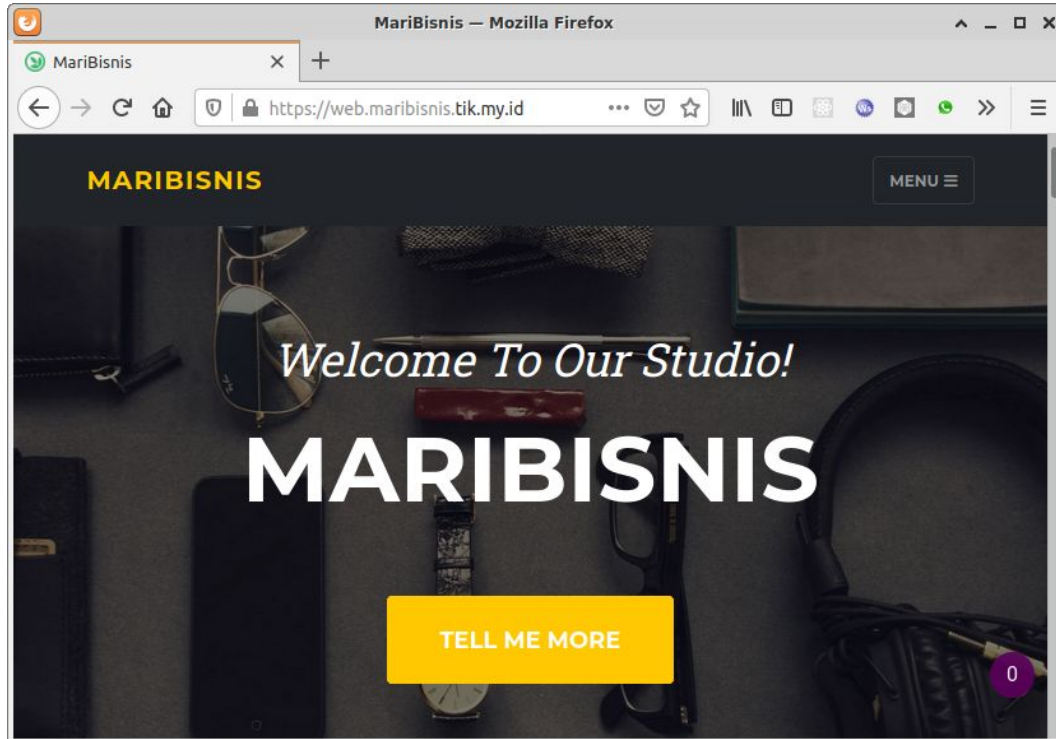 MariBisnis — Mozilla Firefox
MariBisnis
https://web.maribisnis.tik.my.id
MARIBISNIS
MENU
Welcome To Our Studio!
MARIBISNIS
TELL ME MORE
0